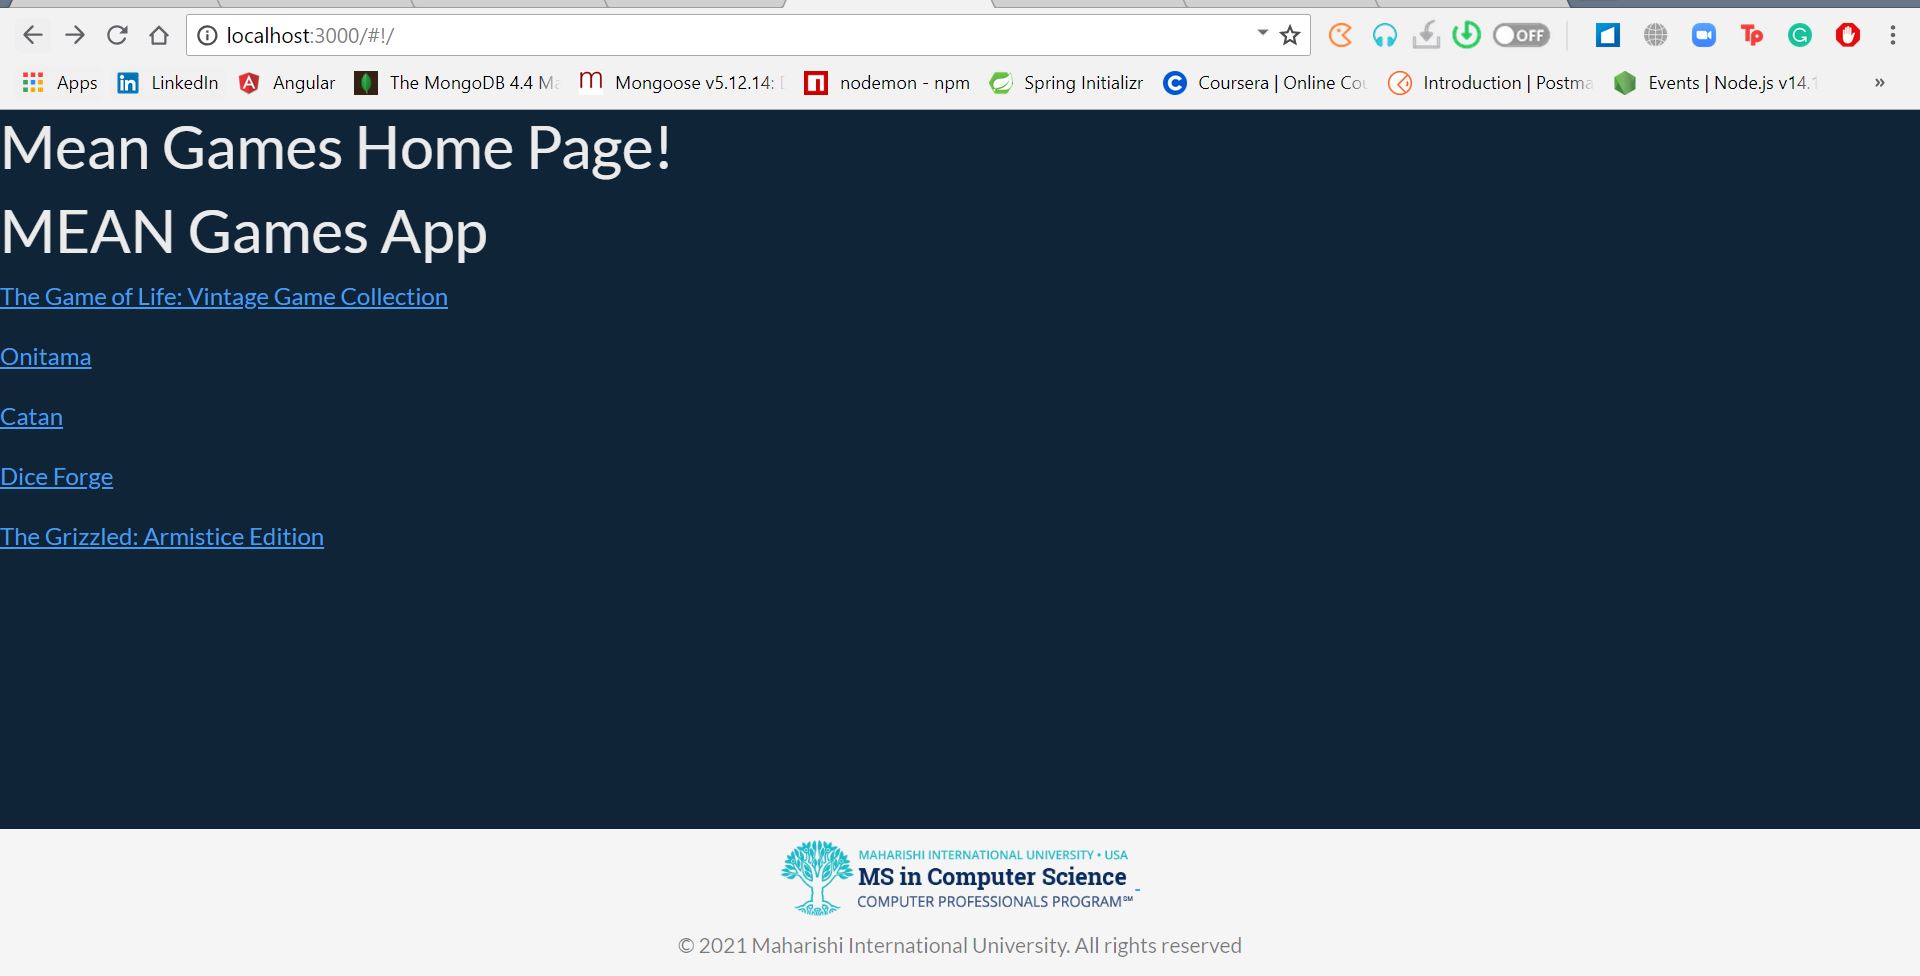 localhost:3000/#!/
OFF
Apps LinkedIn Angular The MongoDB 4.4 Mongoose v5.12.14: nodemon - npm Spring Initializr Coursera | Online Introduction | Events | Node.js v14.1 »
Mean Games Home Page!
MEAN Games App
The Game of Life: Vintage Game Collection
Onitama
Catan
Dice Forge
The Grizzled: Armistice Edition
MAHARISHI INTERNATIONAL UNIVERSITY • USA
MS in Computer Science
COMPUTER PROFESSIONALS PROGRAM℠
© 2021 Maharishi International University. All rights reserved